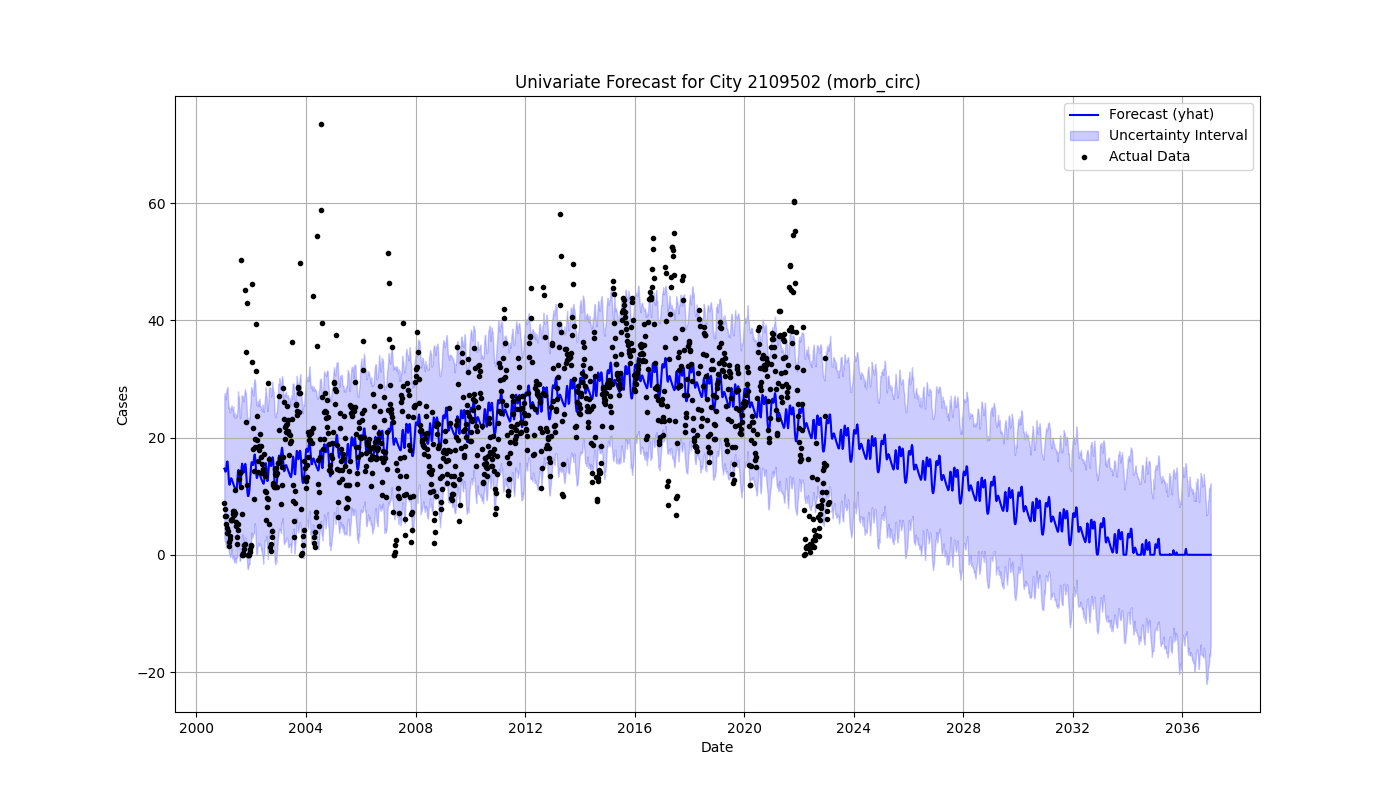 Univariate Forecast for City 2109502 (morb_circ)
Forecast (yhat)
Uncertainty Interval
Actual Data
Cases
60
40
20
0
−20
2000 2004 2008 2012 2016 2020 2024 2028 2032 2036
Date